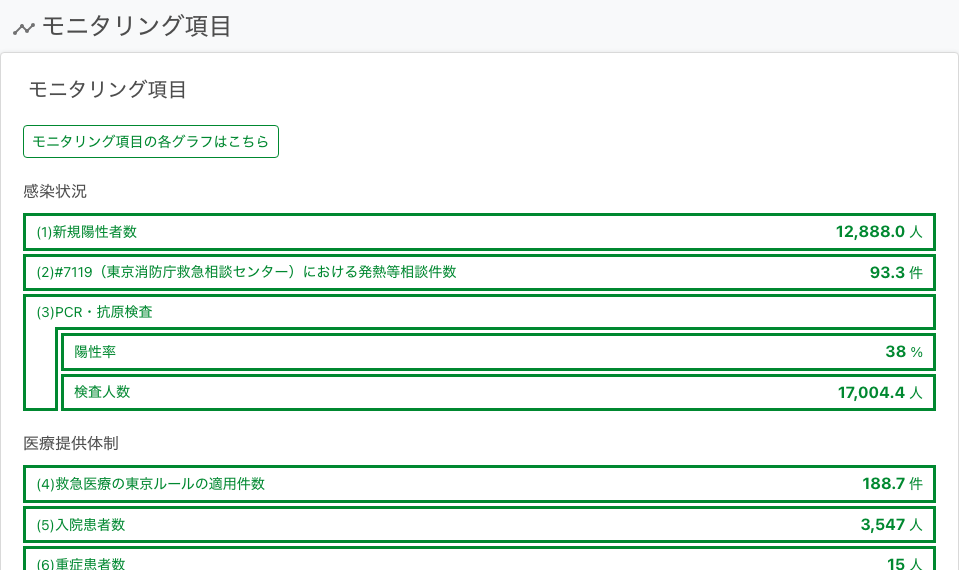 モニタリング項目
モニタリング項目
モニタリング項目の各グラフはこちら
感染状況
(1)新規陽性者数 12,888.0 人
(2)#7119（東京消防庁救急相談センター）における発熱等相談件数 93.3 件
(3)PCR・抗原検査
陽性率 38 %
検査人数 17,004.4 人
医療提供体制
(4)救急医療の東京ルールの適用件数 188.7 件
(5)入院患者数 3,547 人
(6)重症患者数 15 人